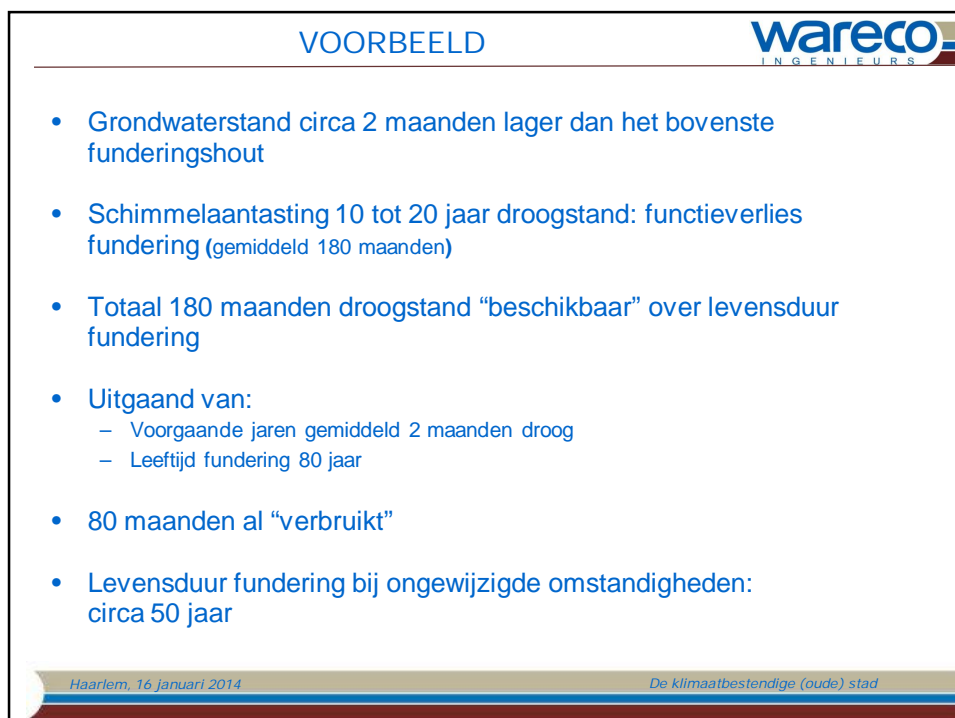 VOORBEELD
wareco
INGENIEURS
• Grondwaterstand circa 2 maanden lager dan het bovenste
funderingshout
• Schimmelaantasting 10 tot 20 jaar droogstand: functieverlies
fundering (gemiddeld 180 maanden)
• Totaal 180 maanden droogstand “beschikbaar” over levensduur
fundering
• Uitgaand van:
– Voorgaande jaren gemiddeld 2 maanden droog
– Leeftijd fundering 80 jaar
• 80 maanden al “verbruikt”
• Levensduur fundering bij ongewijzigde omstandigheden:
circa 50 jaar
Haarlem, 16 januari 2014
De klimaatbestendige (oude) stad